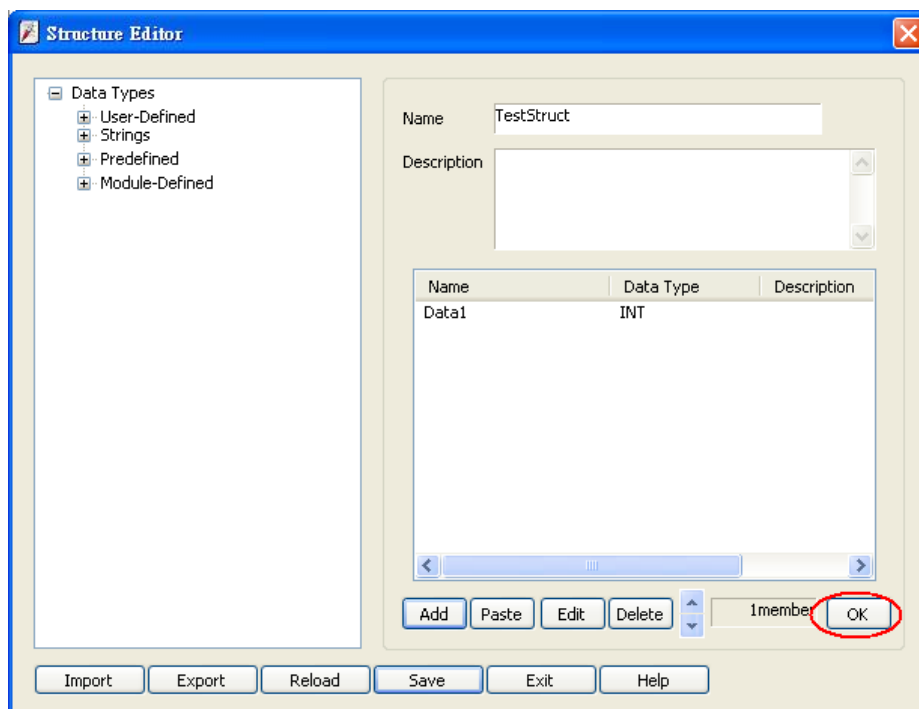 Structure Editor
Data Types
User-Defined
Strings
Predefined
Module-Defined
Name TestStruct
Description
Name Data Type Description
Data1 INT
Add Paste Edit Delete 1member OK
Import Export Reload Save Exit Help